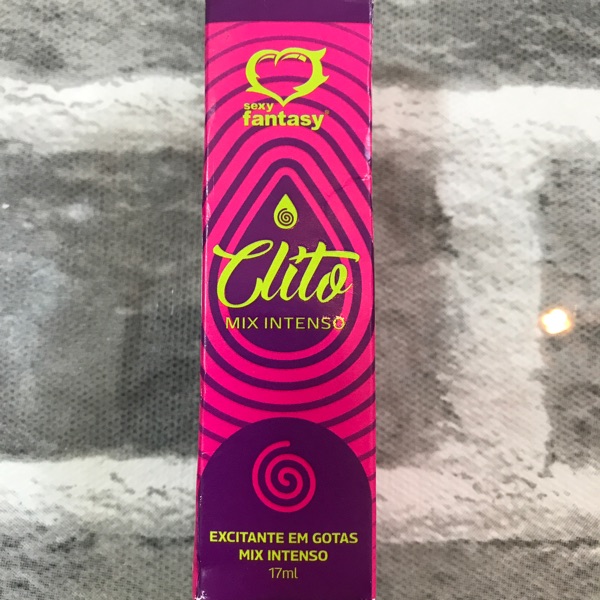 sexy
fantasy®
Clito
MIX INTENSO
EXCITANTE EM GOTAS
MIX INTENSO
17ml